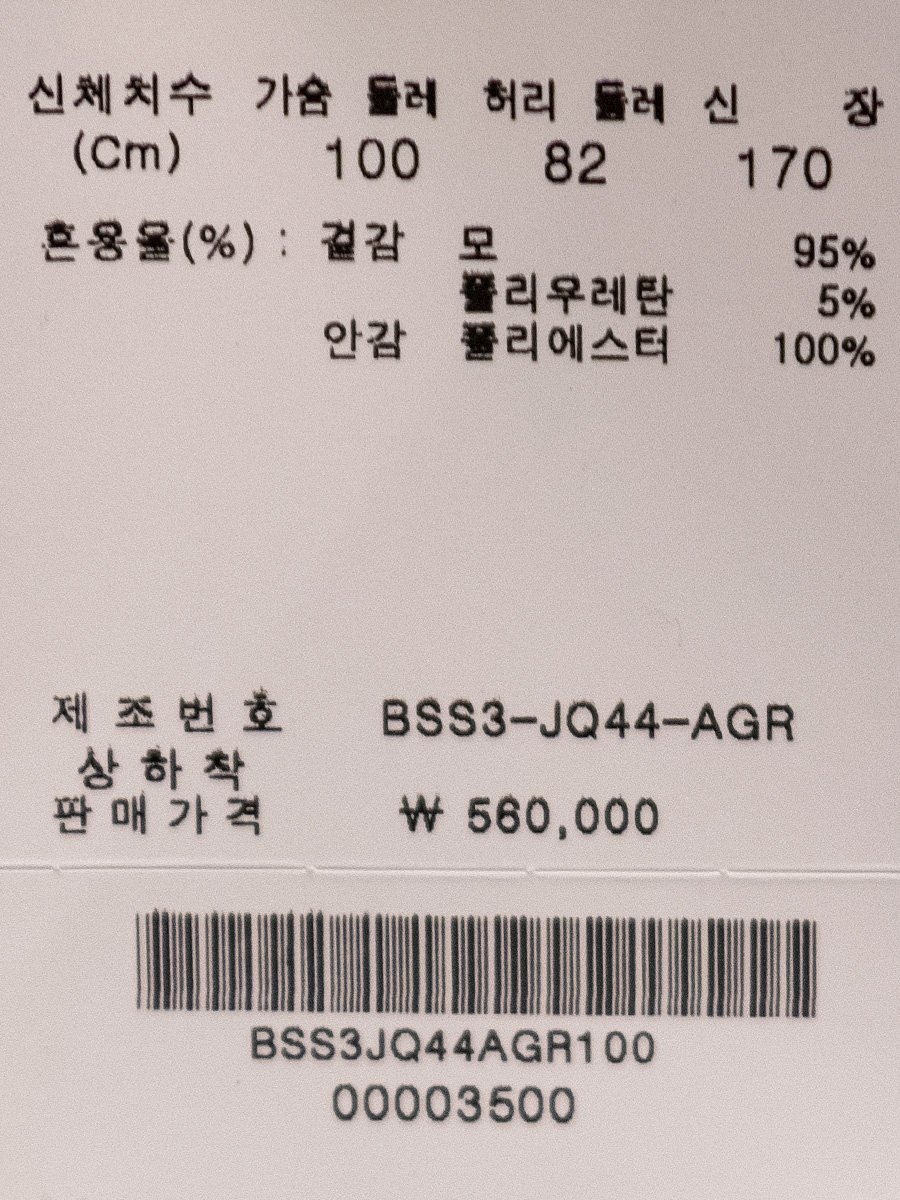 신체치수 가슴 둘레 허리 둘레 신 장
(Cm) 100 82 170
혼용율(%) : 겉감 모 95%
폴리우레탄 5%
안감 폴리에스터 100%
제 조 번 호 BSS3-JQ44-AGR
상 하 착
판 매 가 격 ₩ 560,000
BSS3JQ44AGR100
00003500